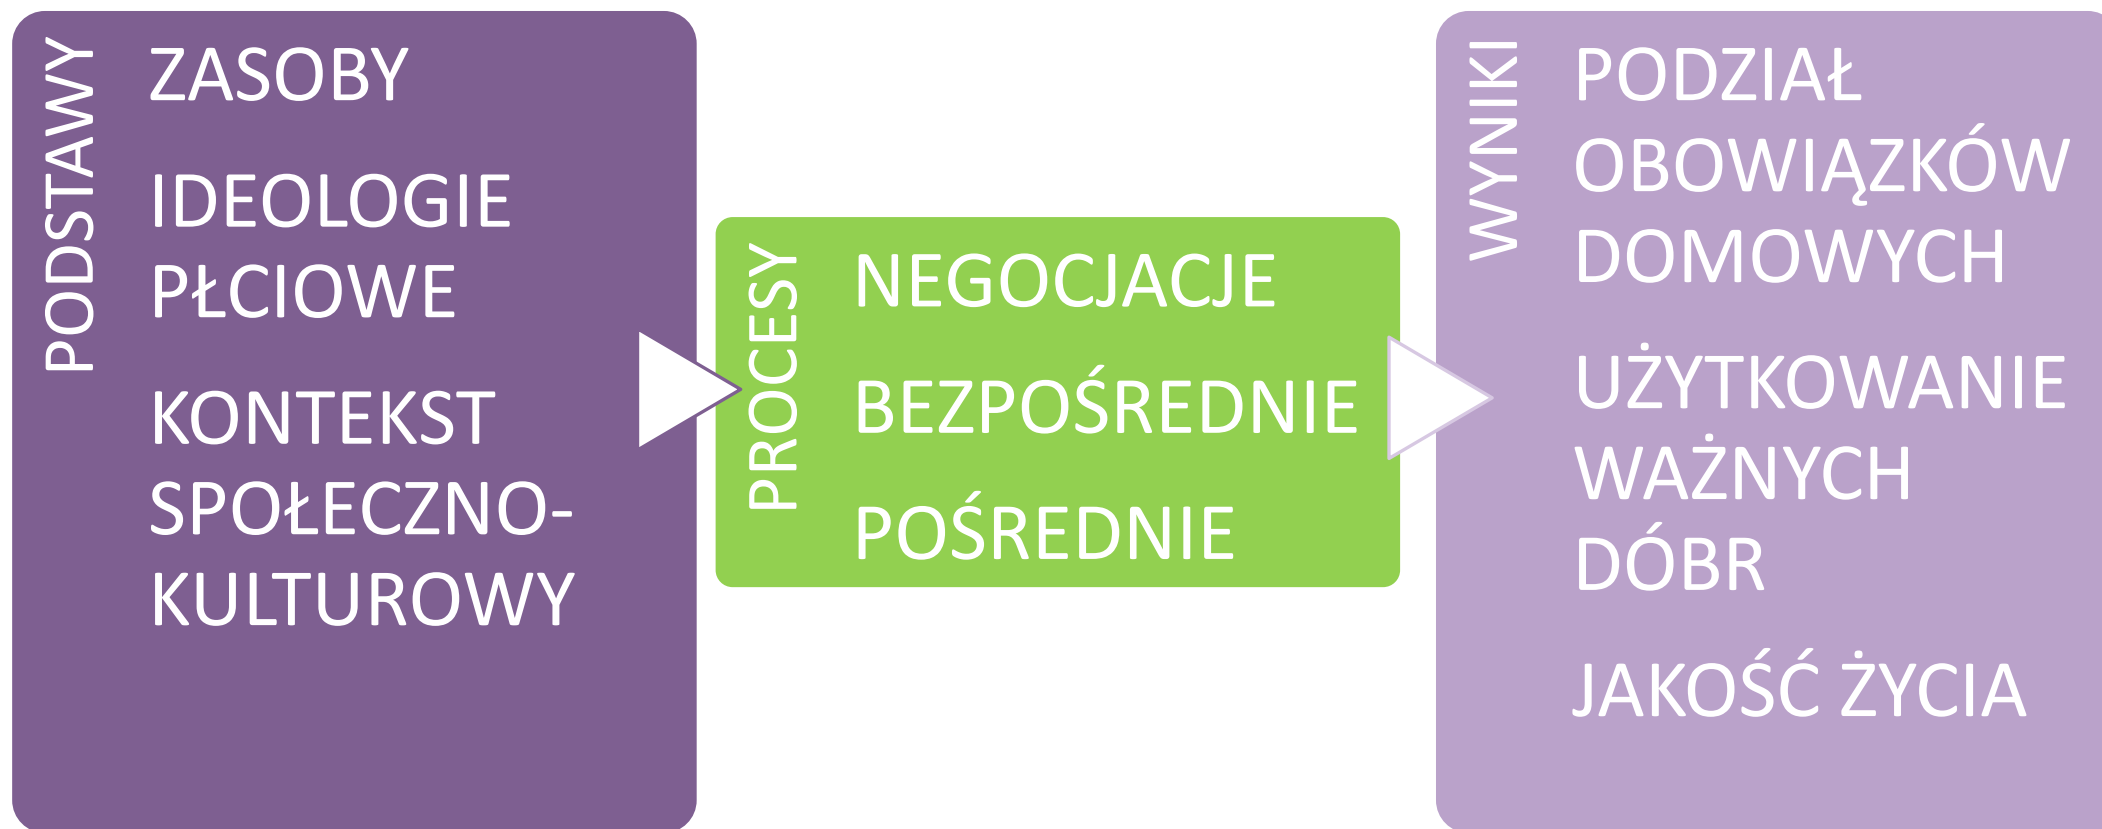 PODSTAWY
ZASOBY
IDEOLOGIE
PŁCIOWE
KONTEKST
SPOŁECZNO-
KULTUROWY
PROCESY
NEGOCJACJE
BEZPOŚREDNIE
POŚREDNIE
WYNIKI
PODZIAŁ
OBOWIĄZKÓW
DOMOWYCH
UŻYTKOWANIE
WAŻNYCH
DÓBR
JAKOŚĆ ŻYCIA